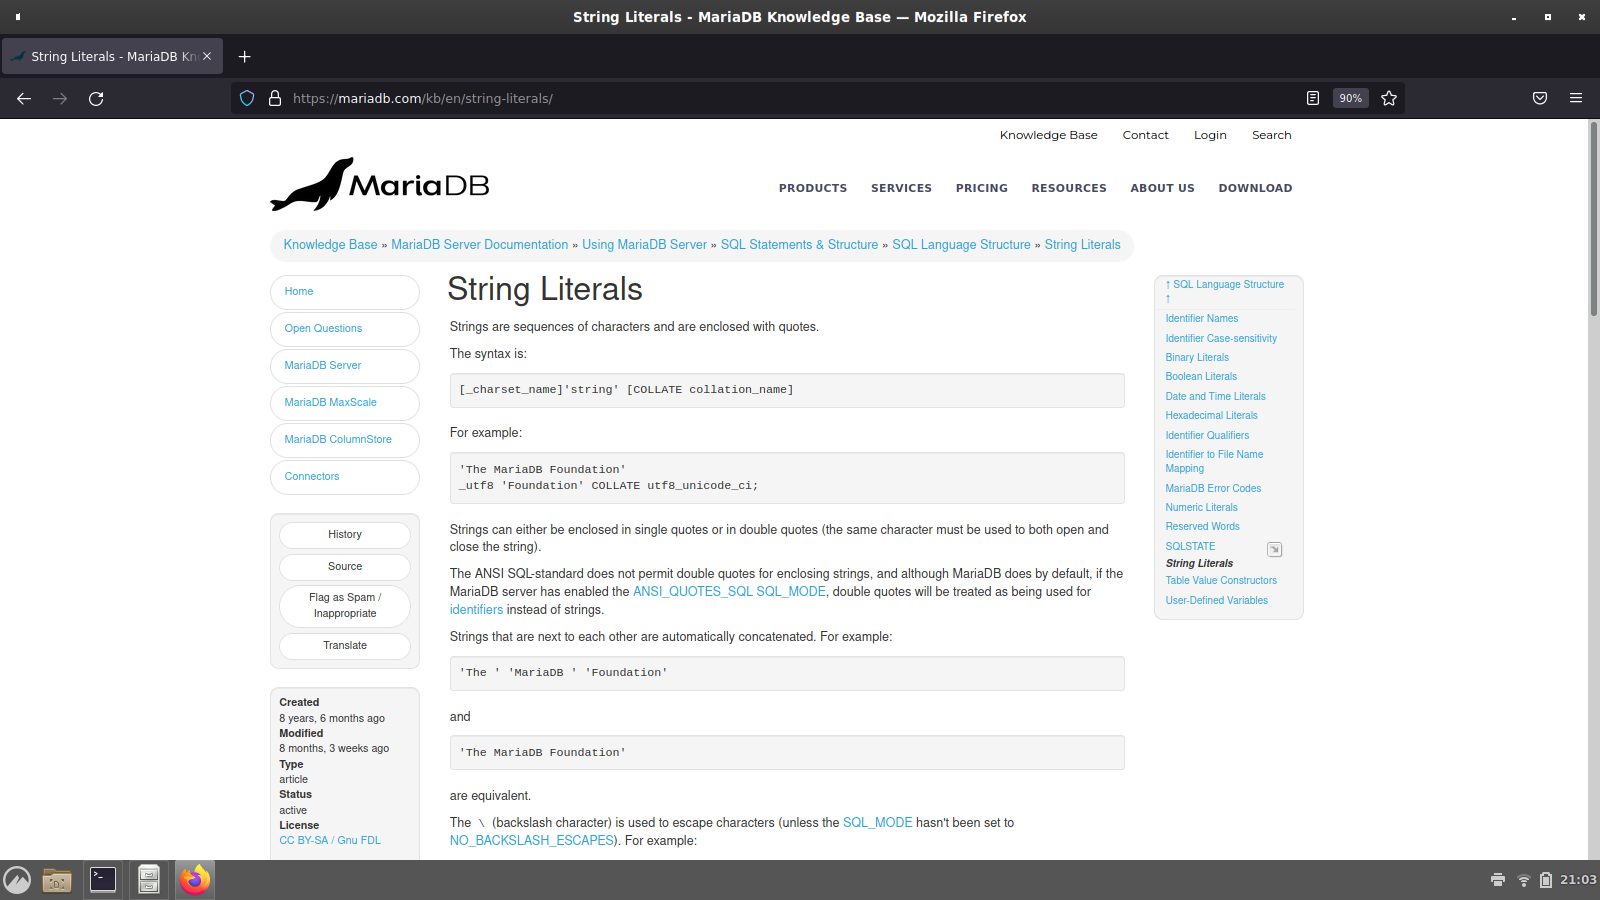 String Literals - MariaDB Knowledge Base — Mozilla Firefox
String Literals - MariaDB Kn
https://mariadb.com/kb/en/string-literals/
90%
Knowledge Base Contact Login Search
MariaDB
PRODUCTS SERVICES PRICING RESOURCES ABOUT US DOWNLOAD
Knowledge Base » MariaDB Server Documentation » Using MariaDB Server » SQL Statements & Structure » SQL Language Structure » String Literals
Home
Open Questions
MariaDB Server
MariaDB MaxScale
MariaDB ColumnStore
Connectors
History
Source
Flag as Spam /
Inappropriate
Translate
Created
8 years, 6 months ago
Modified
8 months, 3 weeks ago
Type
article
Status
active
License
CC BY-SA / Gnu FDL
String Literals
Strings are sequences of characters and are enclosed with quotes.
The syntax is:
[_charset_name]'string' [COLLATE collation_name]
For example:
'The MariaDB Foundation'
_utf8 'Foundation' COLLATE utf8_unicode_ci;
Strings can either be enclosed in single quotes or in double quotes (the same character must be used to both open and
close the string).
The ANSI SQL-standard does not permit double quotes for enclosing strings, and although MariaDB does by default, if the
MariaDB server has enabled the ANSI_QUOTES_SQL SQL_MODE, double quotes will be treated as being used for
identifiers instead of strings.
Strings that are next to each other are automatically concatenated. For example:
'The ' 'MariaDB ' 'Foundation'
and
'The MariaDB Foundation'
are equivalent.
The \ (backslash character) is used to escape characters (unless the SQL_MODE hasn't been set to
NO_BACKSLASH_ESCAPES). For example:
↑ SQL Language Structure
↑
Identifier Names
Identifier Case-sensitivity
Binary Literals
Boolean Literals
Date and Time Literals
Hexadecimal Literals
Identifier Qualifiers
Identifier to File Name
Mapping
MariaDB Error Codes
Numeric Literals
Reserved Words
SQLSTATE
String Literals
Table Value Constructors
User-Defined Variables
21:03